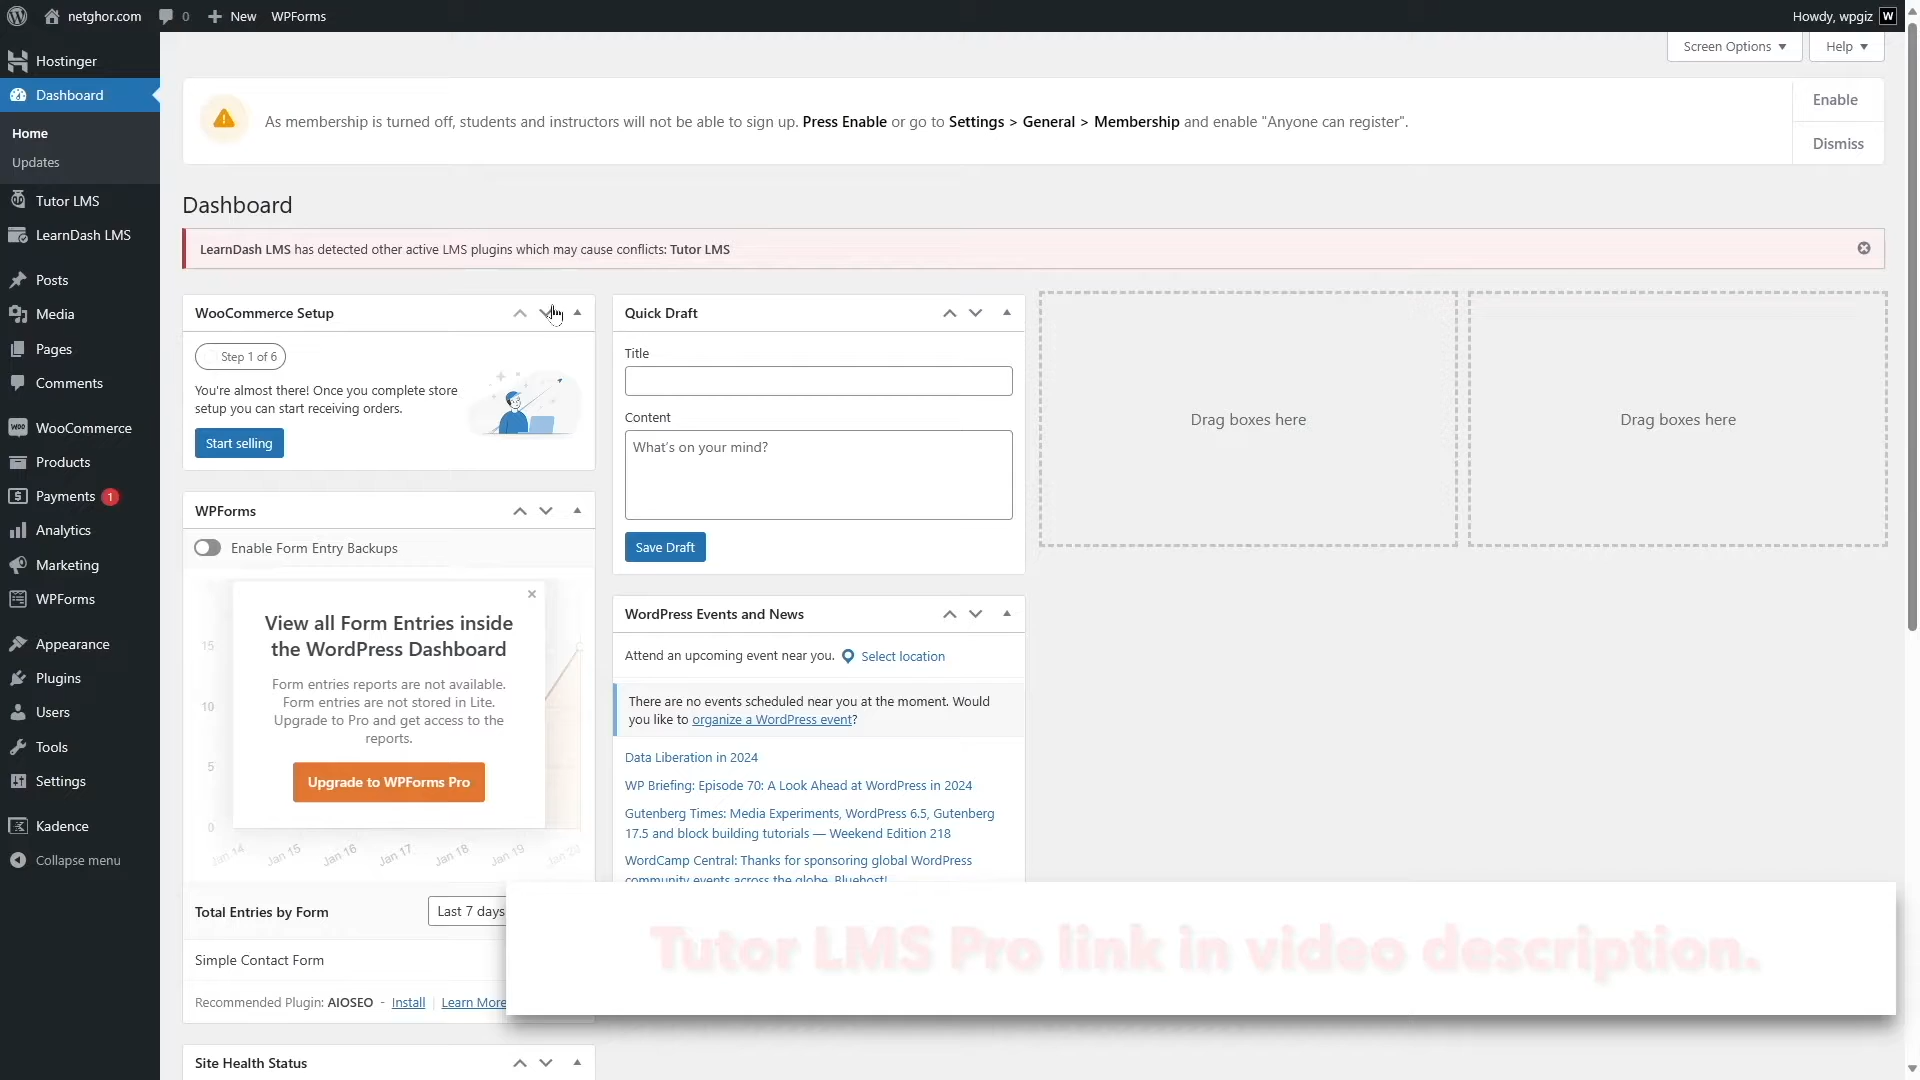 netghor.com
0
New
WPForms
Howdy, wpgiz
W
Screen Options
Help
Hostinger
Dashboard
Home
Updates
Tutor LMS
LearnDash LMS
Posts
Media
Pages
Comments
WooCommerce
Products
Payments 1
Analytics
Marketing
WPForms
Appearance
Plugins
Users
Tools
Settings
Kadence
Collapse menu
As membership is turned off, students and instructors will not be able to sign up. Press Enable or go to Settings > General > Membership and enable "Anyone can register".
Enable
Dismiss
Dashboard
LearnDash LMS has detected other active LMS plugins which may cause conflicts: Tutor LMS
WooCommerce Setup
Step 1 of 6
You're almost there! Once you complete store
setup you can start receiving orders.
Start selling
WPForms
Enable Form Entry Backups
View all Form Entries inside
the WordPress Dashboard
Form entries reports are not available.
Form entries are not stored in Lite.
Upgrade to Pro and get access to the
reports.
Upgrade to WPForms Pro
15
10
5
0
Jan 14
Jan 15
Jan 16
Jan 17
Jan 18
Jan 19
Jan 20
Total Entries by Form
Last 7 days
Simple Contact Form
Recommended Plugin: AIOSEO - Install | Learn More
Site Health Status
Quick Draft
Title
Content
What's on your mind?
Save Draft
WordPress Events and News
Attend an upcoming event near you. Select location
There are no events scheduled near you at the moment. Would
you like to organize a WordPress event?
Data Liberation in 2024
WP Briefing: Episode 70: A Look Ahead at WordPress in 2024
Gutenberg Times: Media Experiments, WordPress 6.5, Gutenberg
17.5 and block building tutorials — Weekend Edition 218
WordCamp Central: Thanks for sponsoring global WordPress
community events across the globe, Bluehost!
Drag boxes here
Drag boxes here
Tutor LMS Pro link in video description.